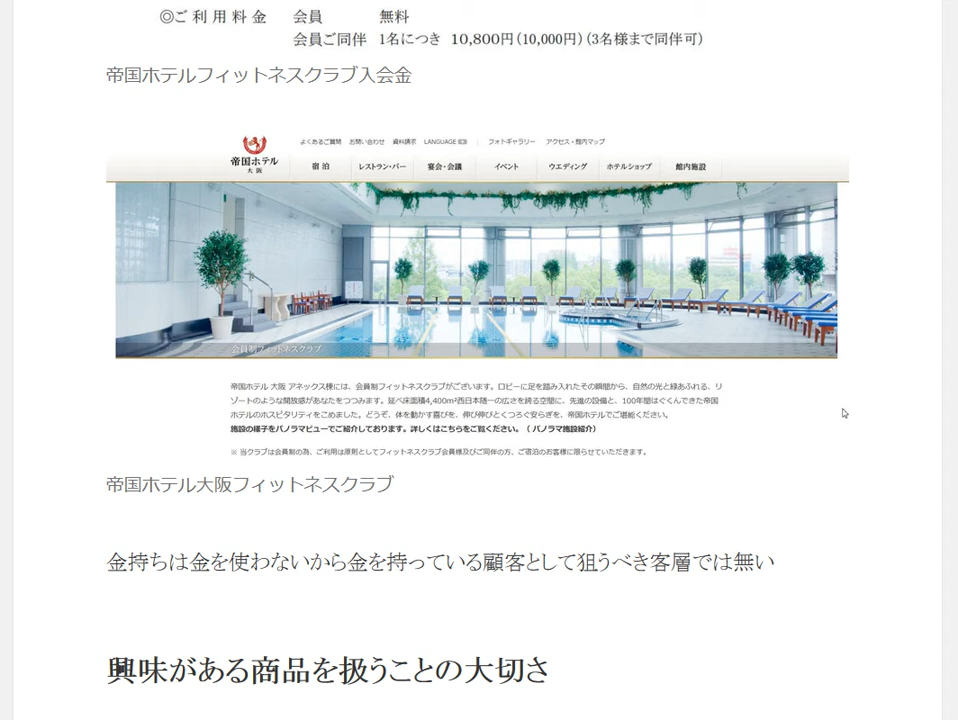 ◎ご利用料金 会員 無料
会員ご同伴 1名につき 10,800円(10,000円)(3名様まで同伴可)
帝国ホテルフィットネスクラブ入会金
よくあるご質問 お問い合わせ 資料請求 LANGUAGE フォトギャラリー アクセス・館内マップ
帝国ホテル
大阪
宿泊 レストラン・バー 宴会・会議 イベント ウエディング ホテルショップ 館内施設
会員制フィットネスクラブ
帝国ホテル 大阪 アネックス棟には、会員制フィットネスクラブがございます。ロビーに足を踏み入れたその瞬間から、自然の光と緑あふれる、リ
ゾートのような開放感があなたをつつみます。延べ床面積4,400m²西日本随一の広さを誇る空間に、先進の設備と、100年間はぐくんできた帝国
ホテルのホスピタリティをこめました。どうぞ、体を動かす喜びを、伸び伸びとくつろぐ安らぎを、帝国ホテルでご堪能ください。
施設の様子をパノラマビューでご紹介しております。詳しくはこちらをご覧ください。（ パノラマ施設紹介）
※ 当クラブは会員制の為、ご利用は原則としてフィットネスクラブ会員様及びご同伴の方、ご宿泊のお客様に限らせていただきます。
帝国ホテル大阪フィットネスクラブ
金持ちは金を使わないから金を持っている顧客として狙うべき客層では無い
興味がある商品を扱うことの大切さ